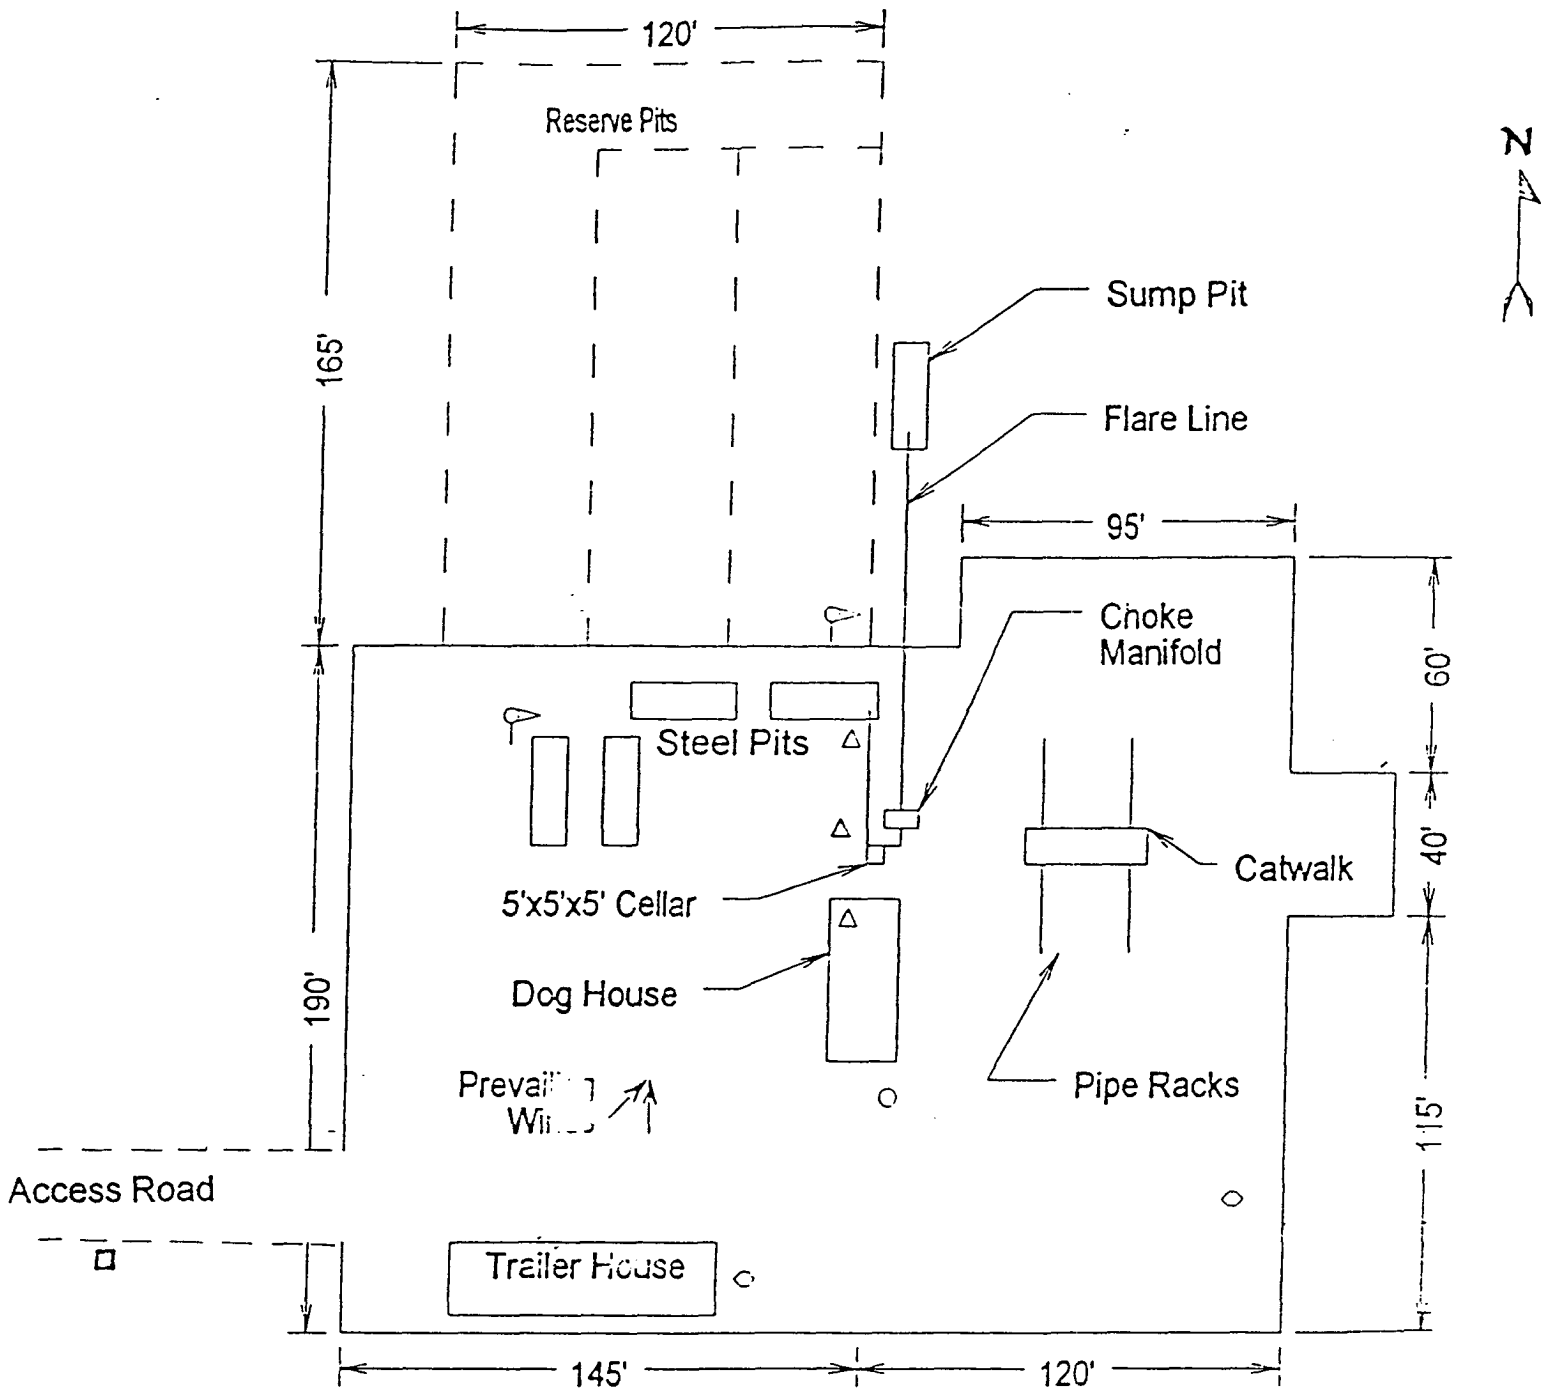 120'
Reserve Pits
N
Sump Pit
165'
Flare Line
95'
Choke
Manifold
60'
Steel Pits
40'
Catwalk
5'x5'x5' Cellar
190'
Dog House
Pipe Racks
115'
Access Road
Trailer House
145'
120'